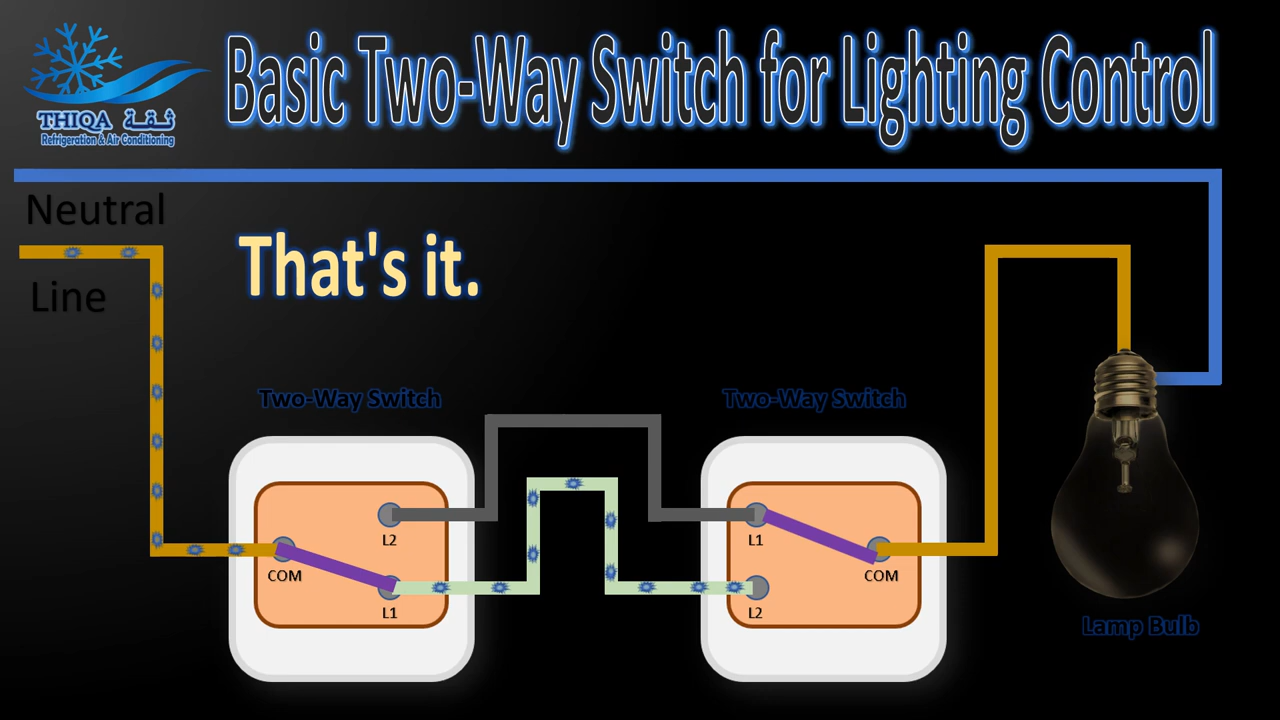 Basic Two-Way Switch for Lighting Control
THIQA ثقة
Refrigeration & Air Conditioning
Neutral
Line
That's it.
Two-Way Switch
Two-Way Switch
L2
COM
L1
L1
COM
L2
Lamp Bulb